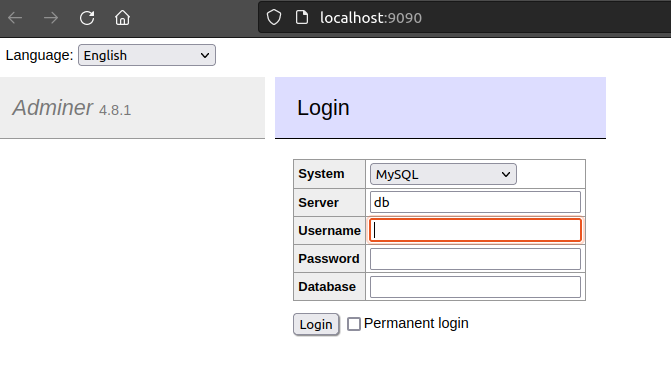 localhost:9090
Language: English
Adminer 4.8.1
Login
System MySQL
Server db
Username
Password
Database
Login Permanent login